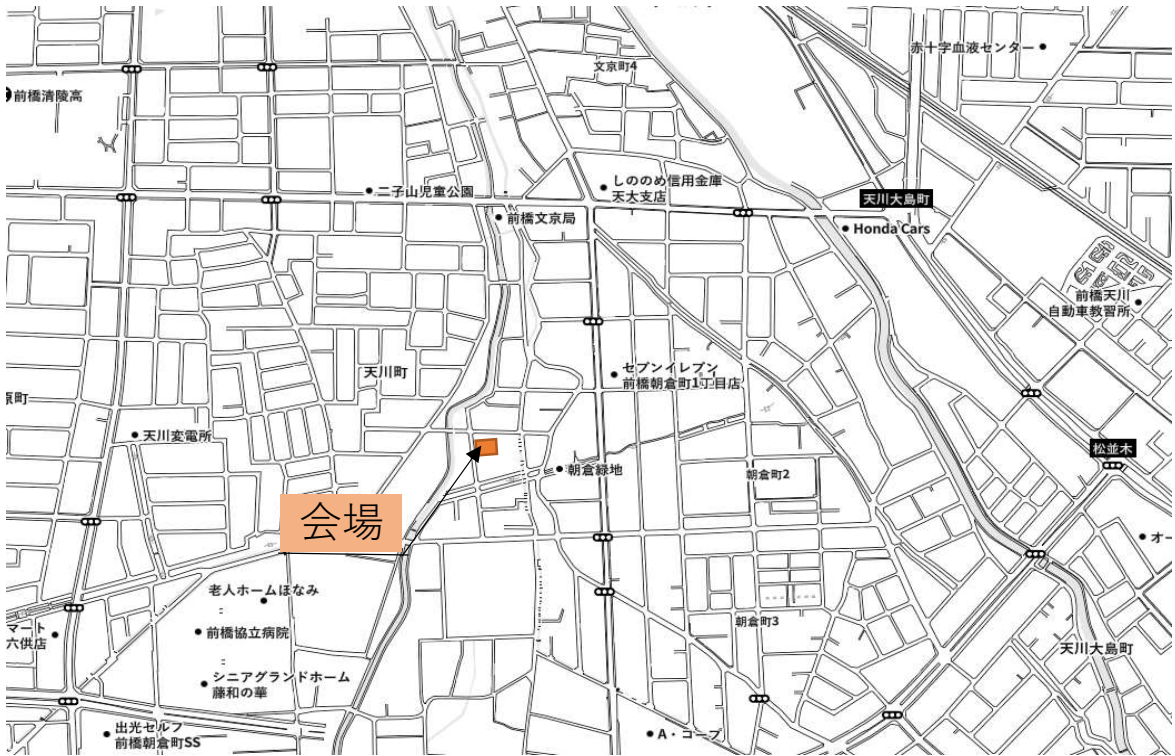 赤十字血液センター
文京町4
前橋清陵高
しののめ信用金庫
天大支店
二子山児童公園
天川大島町
前橋文京局
Honda Cars
前橋天川
自動車教習所
セブンイレブン
前橋朝倉町1丁目店
天川町
原町
天川変電所
松並木
朝倉緑地
朝倉町2
会場
オー
老人ホームほなみ
朝倉町3
マート
六供店
前橋協立病院
天川大島町
シニアグランドホーム
藤和の華
出光セルフ
前橋朝倉町SS
A・コープ